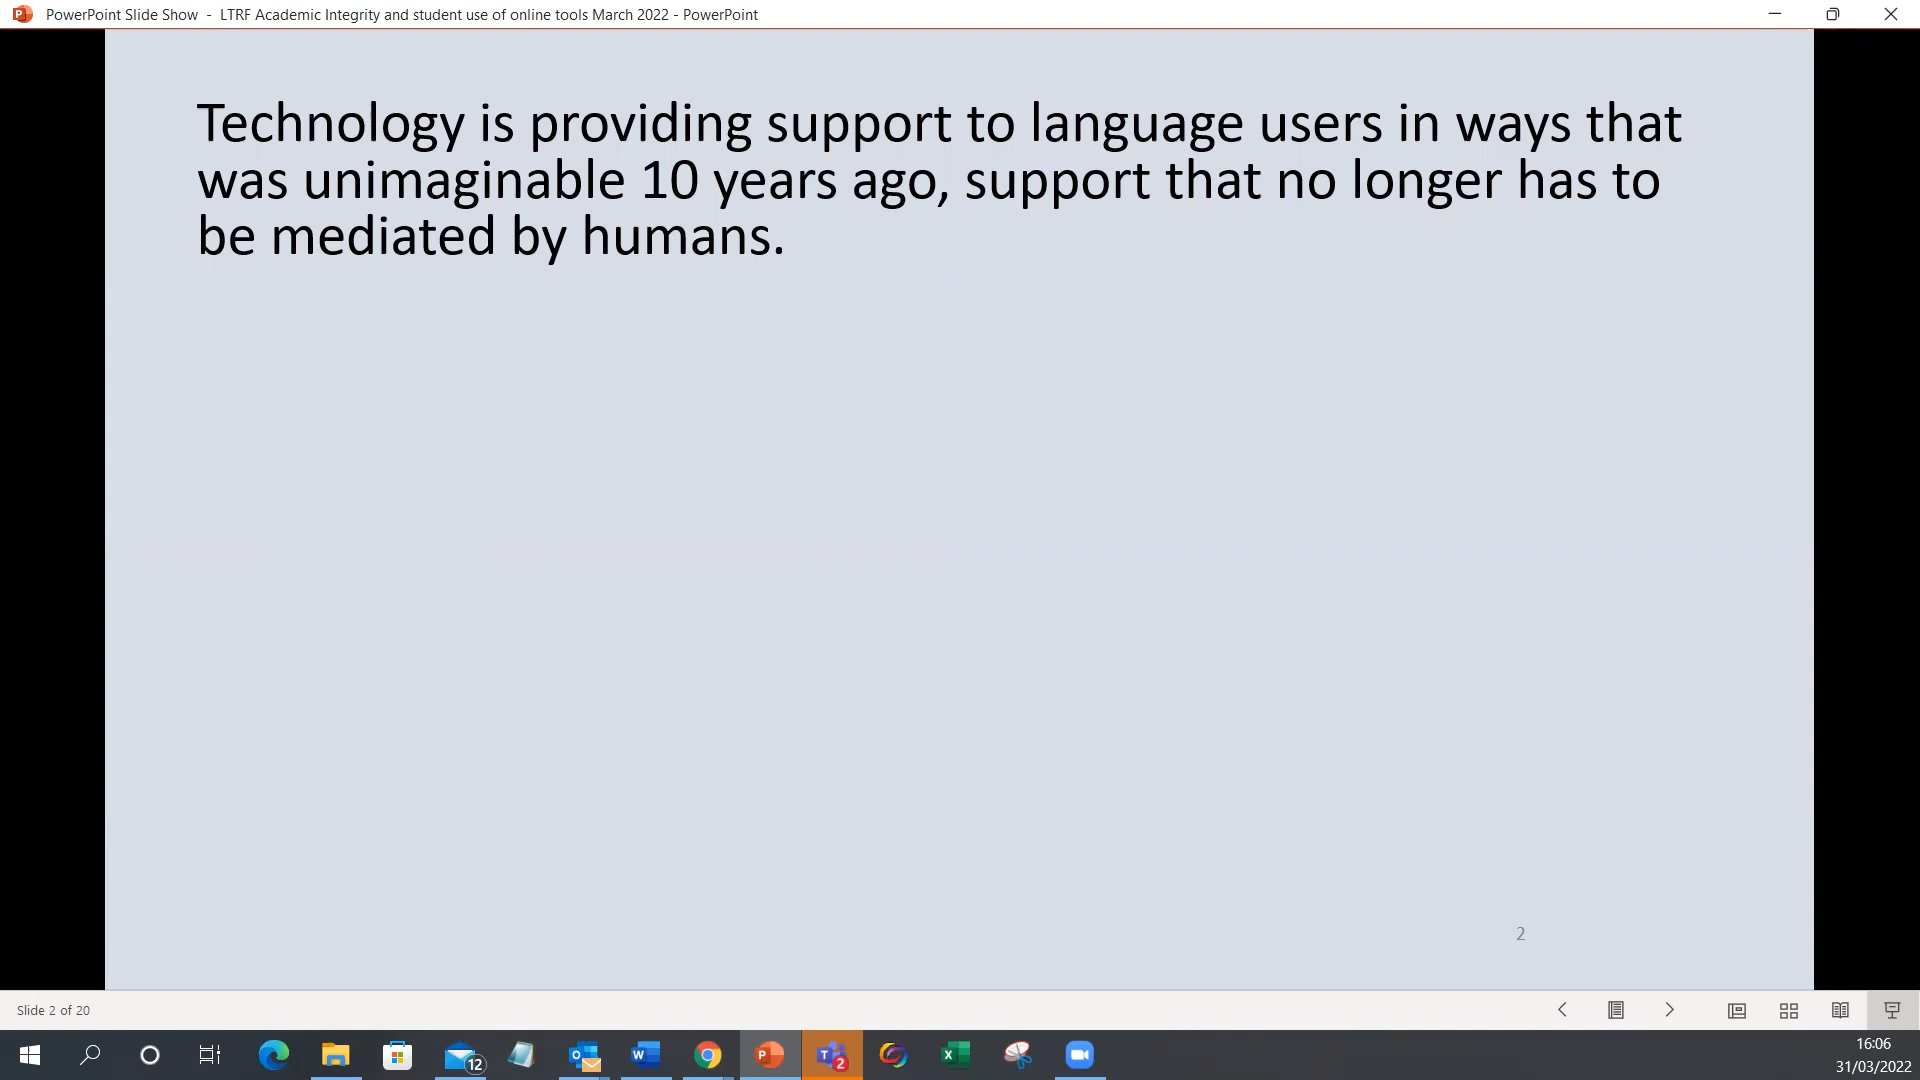 PowerPoint Slide Show - LTRF Academic Integrity and student use of online tools March 2022 - PowerPoint
Technology is providing support to language users in ways that
was unimaginable 10 years ago, support that no longer has to
be mediated by humans.
2
Slide 2 of 20
12
2
16:06
31/03/2022